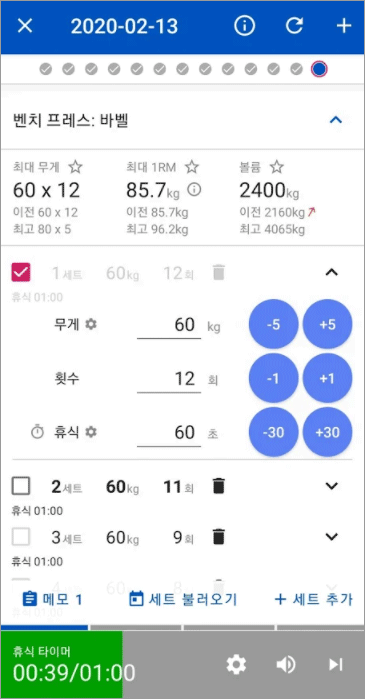 2020-02-13
벤치 프레스: 바벨
최대 무게 최대 1RM 볼륨
60 x 12 85.7kg 2400kg
이전 60 x 12 이전 85.7kg 이전 2160kg
최고 80 x 5 최고 96.2kg 최고 4065kg
1세트 60kg 12회
휴식 01:00
무게 60 kg -5 +5
횟수 12 회 -1 +1
휴식 60 초 -30 +30
2세트 60kg 11회
휴식 01:00
3세트 60kg 9회
휴식 01:00
메모 1 세트 불러오기 + 세트 추가
휴식 타이머
00:39/01:00